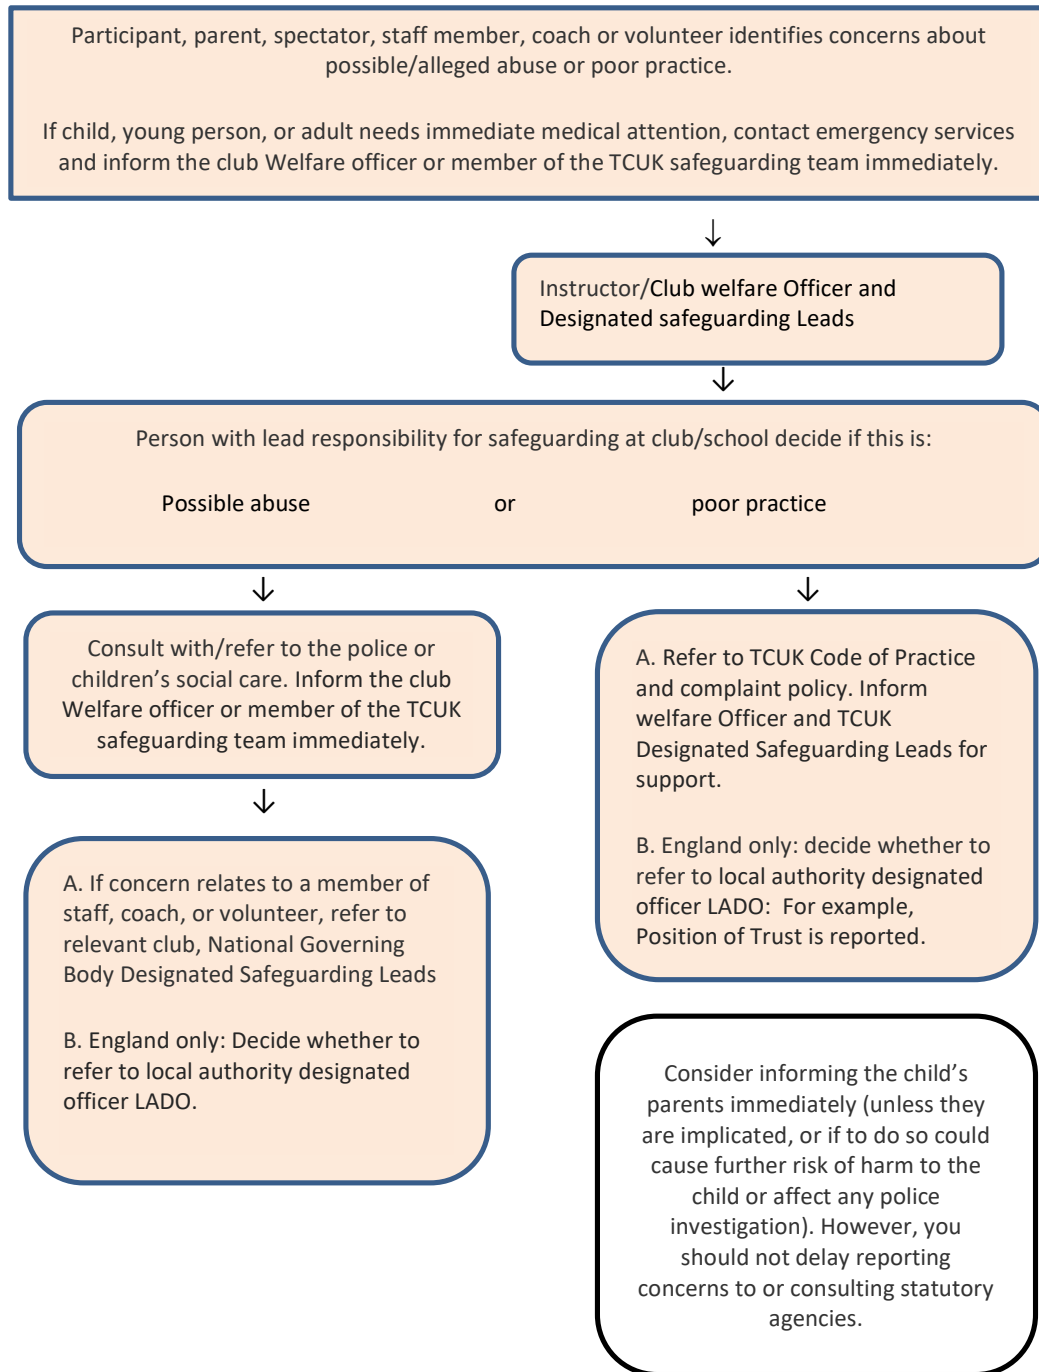 Participant, parent, spectator, staff member, coach or volunteer identifies concerns about
possible/alleged abuse or poor practice.
If child, young person, or adult needs immediate medical attention, contact emergency services
and inform the club Welfare officer or member of the TCUK safeguarding team immediately.
↓
Instructor/Club welfare Officer and
Designated safeguarding Leads
↓
Person with lead responsibility for safeguarding at club/school decide if this is:
Possible abuse or poor practice
↓ ↓
Consult with/refer to the police or
children’s social care. Inform the club
Welfare officer or member of the TCUK
safeguarding team immediately.
↓
A. If concern relates to a member of
staff, coach, or volunteer, refer to
relevant club, National Governing
Body Designated Safeguarding Leads
B. England only: Decide whether to
refer to local authority designated
officer LADO.
A. Refer to TCUK Code of Practice
and complaint policy. Inform
welfare Officer and TCUK
Designated Safeguarding Leads for
support.
B. England only: decide whether to
refer to local authority designated
officer LADO:  For example,
Position of Trust is reported.
Consider informing the child’s
parents immediately (unless they
are implicated, or if to do so could
cause further risk of harm to the
child or affect any police
investigation). However, you
should not delay reporting
concerns to or consulting statutory
agencies.